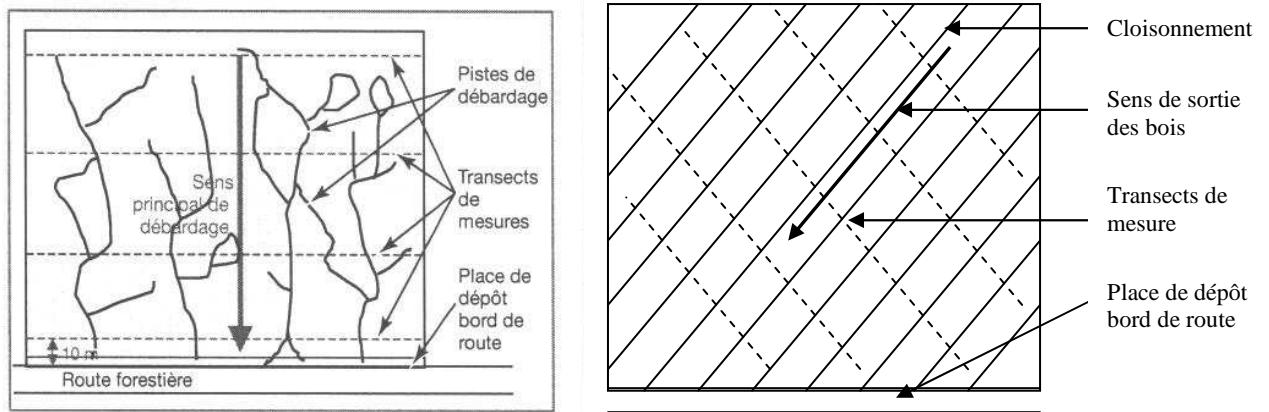 Pistes de
débardage
Sens
principal de
débardage
Transects
de
mesures
Place de
dépôt
bord de
route
10 m
Route forestière
Cloisonnement
Sens de sortie
des bois
Transects de
mesure
Place de dépôt
bord de route